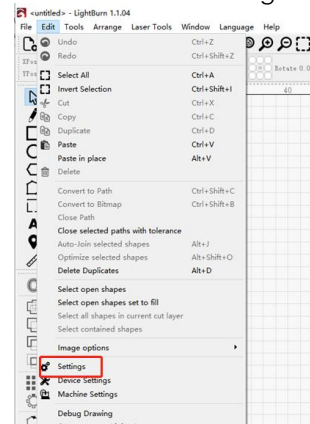 <untitled> - LightBurn 1.1.04
File Edit Tools Arrange Laser Tools Window Language Help
Undo Ctrl+Z
Redo Ctrl+Shift+Z
XPos
YPos
Rotate 0.0
Select All Ctrl+A
Invert Selection Ctrl+Shift+I
40
Cut Ctrl+X
Copy Ctrl+C
Duplicate Ctrl+D
Paste Ctrl+V
Paste in place Alt+V
Delete
Convert to Path Ctrl+Shift+C
Convert to Bitmap Ctrl+Shift+B
Close Path
Close selected paths with tolerance
Auto-Join selected shapes Alt+J
Optimize selected shapes Alt+Shift+O
Delete Duplicates Alt+D
Select open shapes
Select open shapes set to fill
Select all shapes in current cut layer
Select contained shapes
Image options
Settings
Device Settings
Machine Settings
Debug Drawing